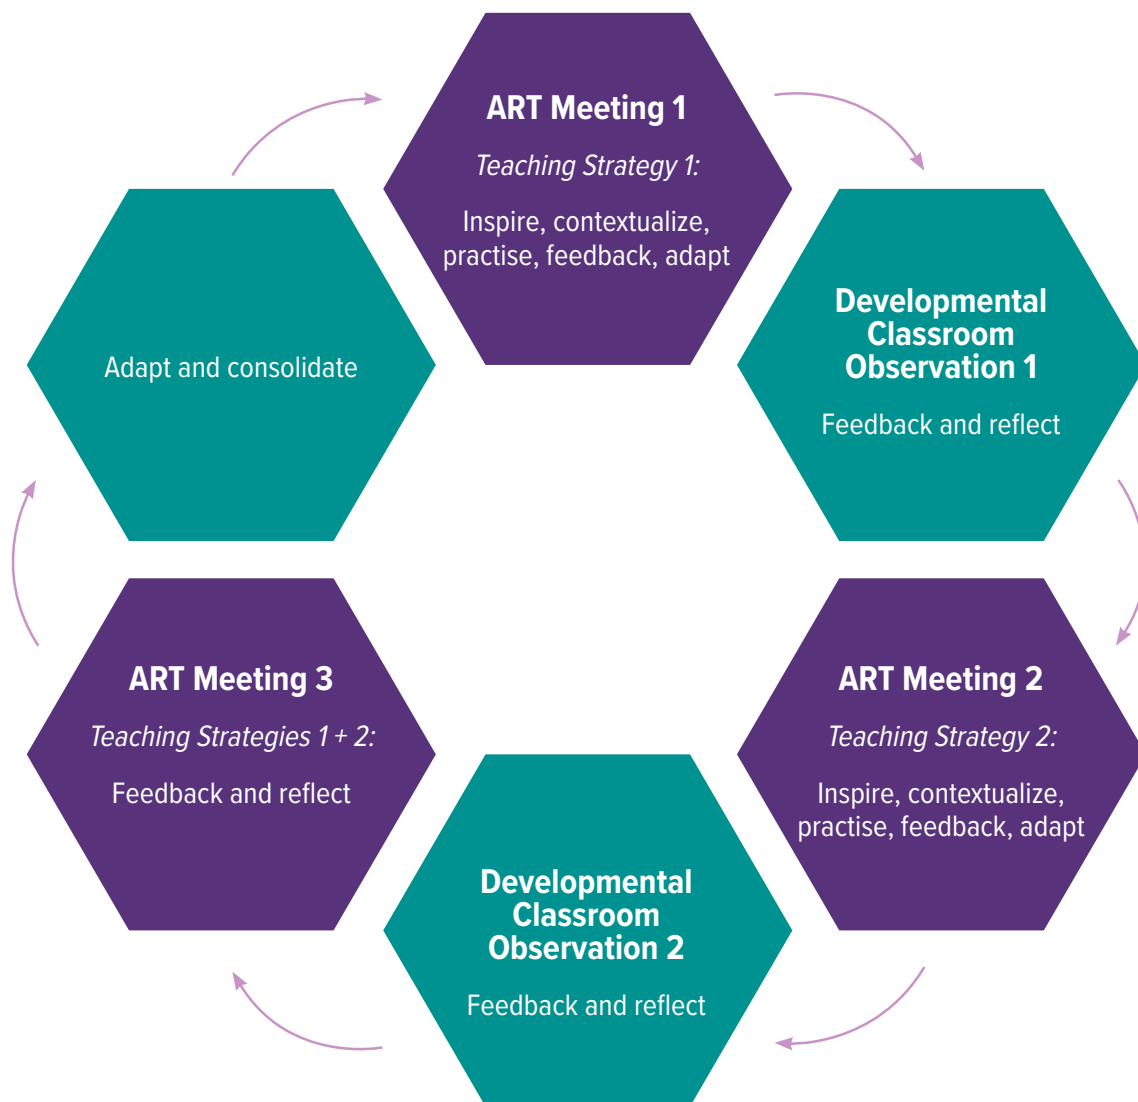 ART Meeting 1
Teaching Strategy 1:
Inspire, contextualize,
practise, feedback, adapt
Developmental
Classroom
Observation 1
Feedback and reflect
ART Meeting 2
Teaching Strategy 2:
Inspire, contextualize,
practise, feedback, adapt
Developmental
Classroom
Observation 2
Feedback and reflect
ART Meeting 3
Teaching Strategies 1 + 2:
Feedback and reflect
Adapt and consolidate